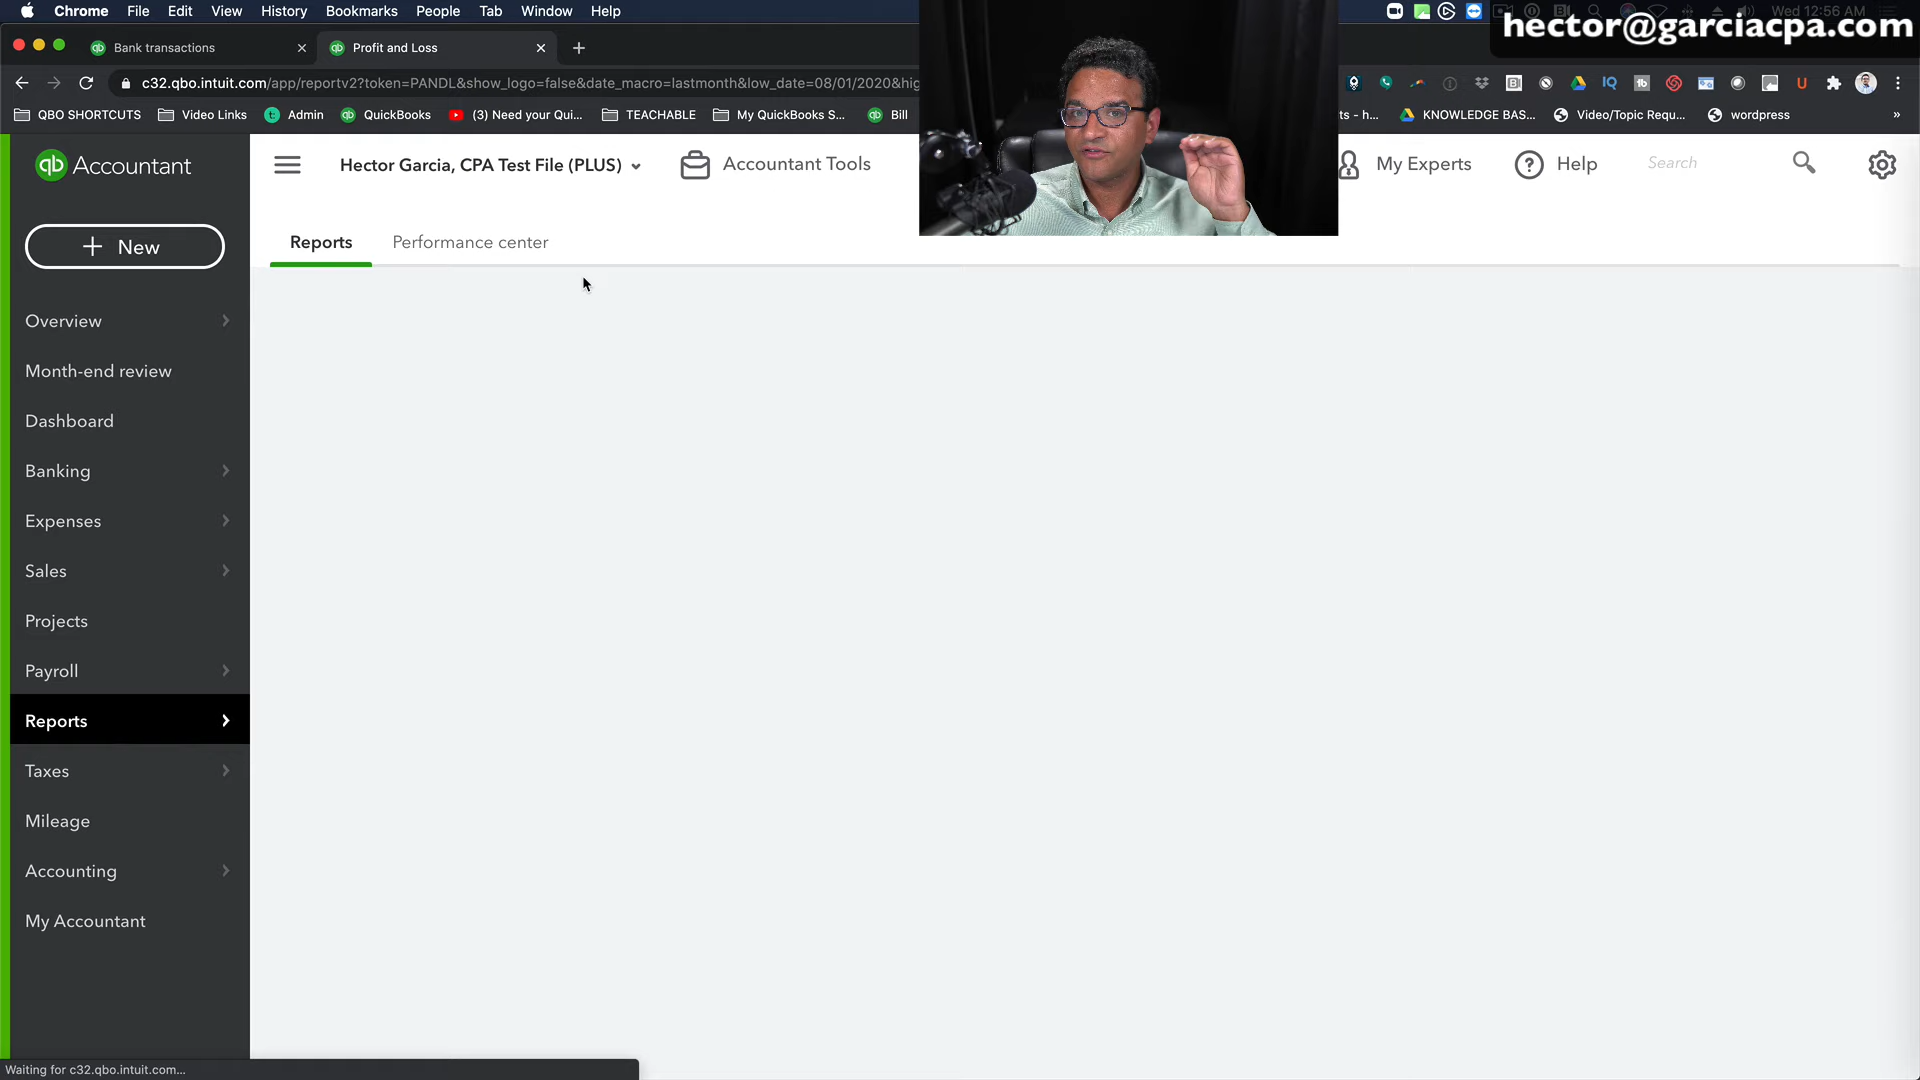 Chrome File Edit View History Bookmarks People Tab Window Help
Wed 12:56 AM
hector@garciacpa.com
Bank transactions
Profit and Loss
c32.qbo.intuit.com/app/reportv2?token=PANDL&show_logo=false&date_macro=lastmonth&low_date=08/01/2020&hig
QBO SHORTCUTS Video Links Admin QuickBooks (3) Need your Qui... TEACHABLE My QuickBooks S... Bill ts - h... KNOWLEDGE BAS... Video/Topic Requ... wordpress »
qb Accountant
Hector Garcia, CPA Test File (PLUS) Accountant Tools My Experts Help Search
+ New
Reports Performance center
Overview
Month-end review
Dashboard
Banking
Expenses
Sales
Projects
Payroll
Reports
Taxes
Mileage
Accounting
My Accountant
Waiting for c32.qbo.intuit.com...